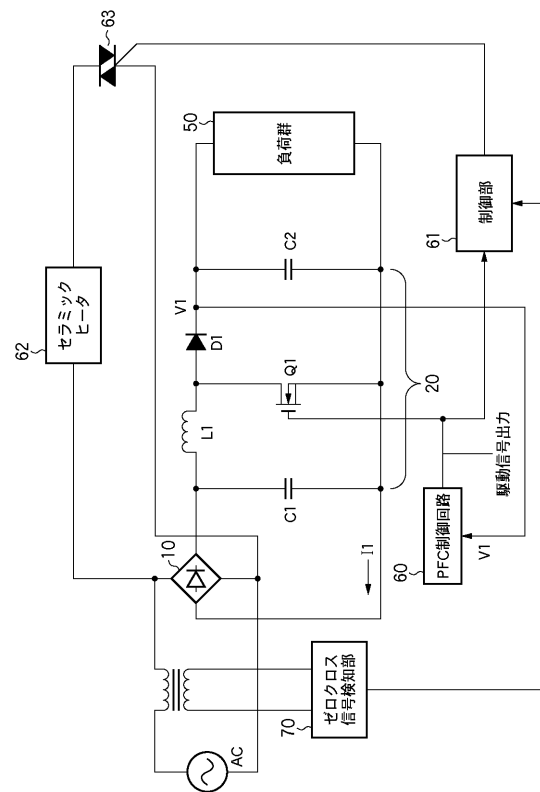 63
50
負荷群
制御部
61
セラミック
ヒータ
62
C2
V1
D1
Q1
20
L1
C1
駆動信号出力
PFC制御回路
60
V1
10
I1
ゼロクロス
信号検知部
70
AC